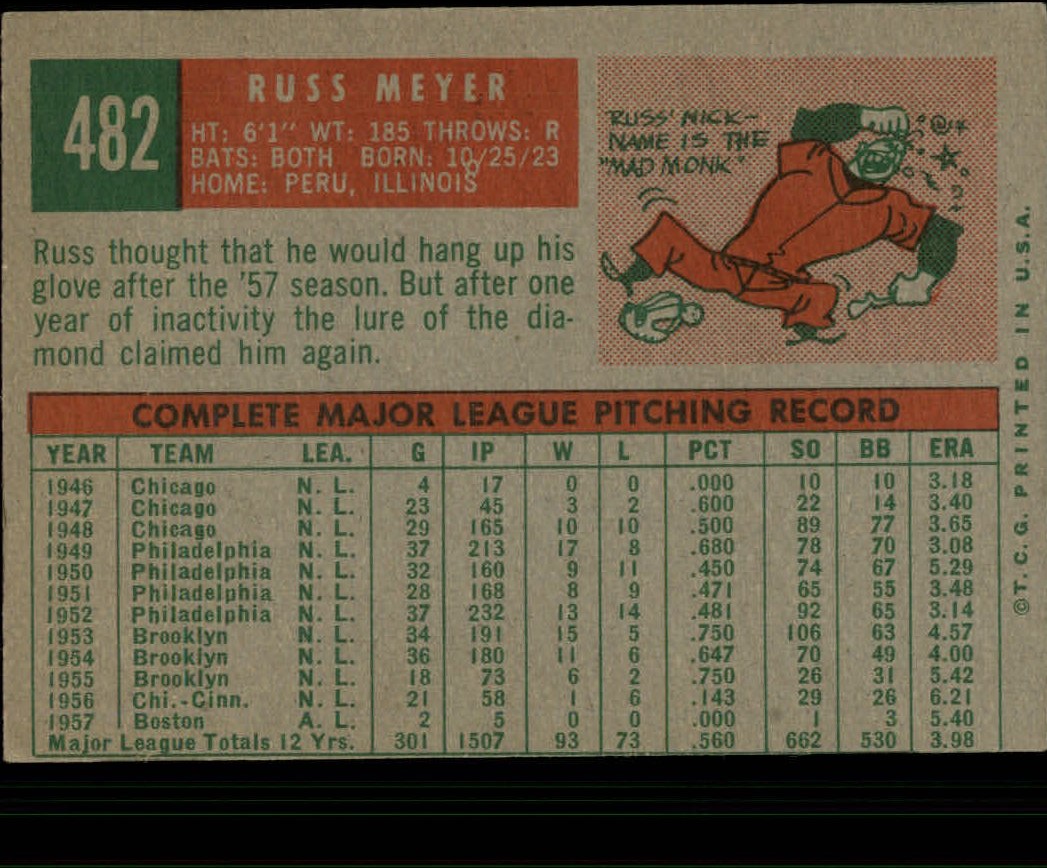 482
RUSS MEYER
HT: 6'1" WT: 185 THROWS: R
BATS: BOTH BORN: 10/25/23
HOME: PERU, ILLINOIS
RUSS' NICK-
NAME IS THE
"MAD MONK"
Russ thought that he would hang up his
glove after the '57 season. But after one
year of inactivity the lure of the dia-
mond claimed him again.
COMPLETE MAJOR LEAGUE PITCHING RECORD
YEAR TEAM LEA. G IP W L PCT SO BB ERA
1946 Chicago N. L. 4 17 0 0 .000 10 10 3.18
1947 Chicago N. L. 23 45 3 2 .600 22 14 3.40
1948 Chicago N. L. 29 165 10 10 .500 89 77 3.65
1949 Philadelphia N. L. 37 213 17 8 .680 78 70 3.08
1950 Philadelphia N. L. 32 160 9 11 .450 74 67 5.29
1951 Philadelphia N. L. 28 168 8 9 .471 65 55 3.48
1952 Philadelphia N. L. 37 232 13 14 .481 92 65 3.14
1953 Brooklyn N. L. 34 191 15 5 .750 106 63 4.57
1954 Brooklyn N. L. 36 180 11 6 .647 70 49 4.00
1955 Brooklyn N. L. 18 73 6 2 .750 26 31 5.42
1956 Chi.-Cinn. N. L. 21 58 1 6 .143 29 26 6.21
1957 Boston A. L. 2 5 0 0 .000 1 3 5.40
Major League Totals 12 Yrs. 301 1507 93 73 .560 662 530 3.98
©T. C. G. PRINTED IN U.S.A.